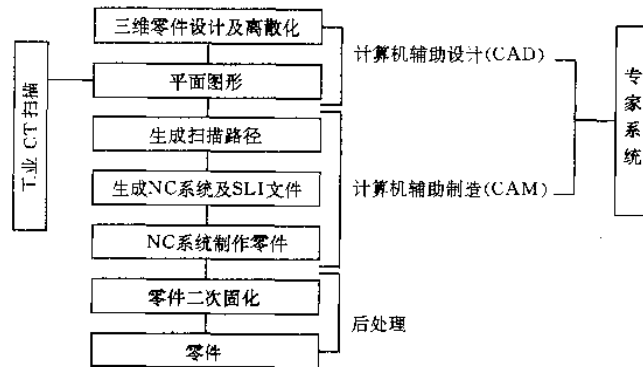 三维零件设计及离散化
平面图形
生成扫描路径
生成NC系统及SLI文件
NC系统制作零件
零件二次固化
零件
工业CT扫描
计算机辅助设计(CAD)
计算机辅助制造(CAM)
后处理
专家系统